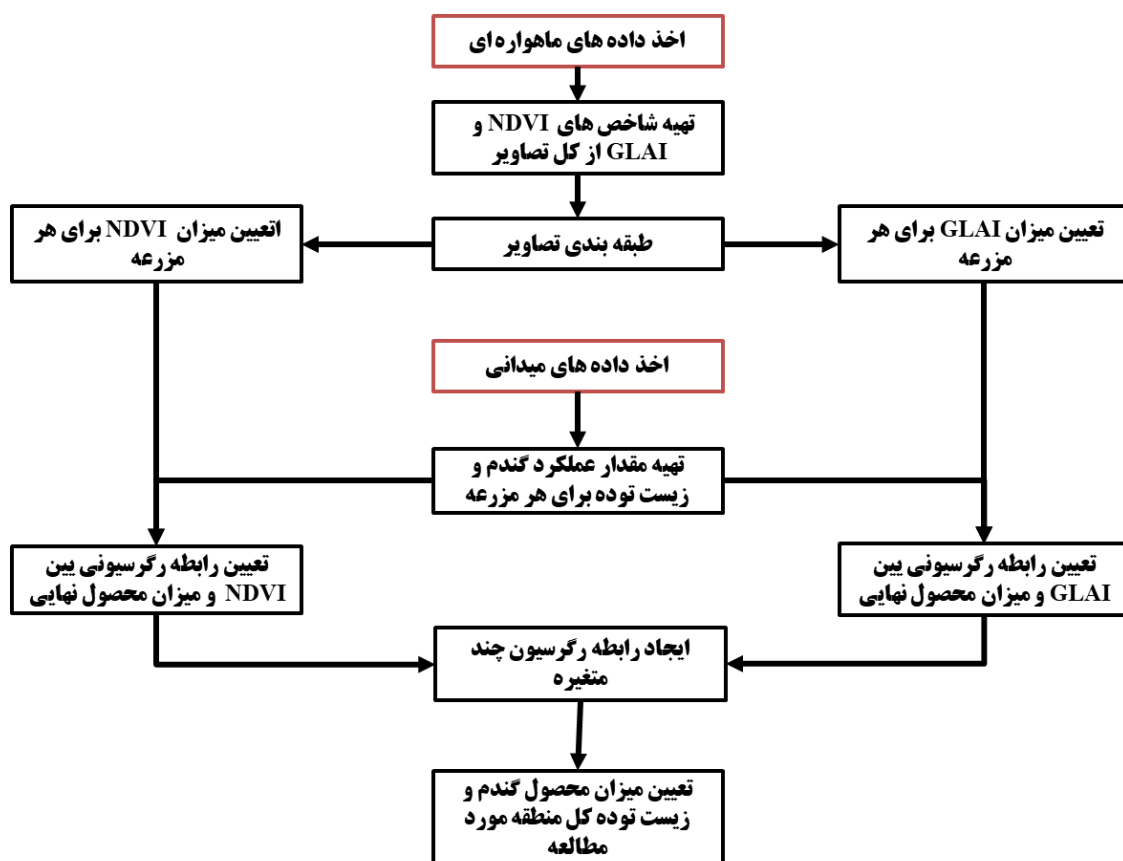 اخذ داده های ماهواره ای
تهیه شاخص های NDVI و
GLAI از کل تصاویر
اتعیین میزان NDVI برای هر
مزرعه
طبقه بندی تصاویر
تعیین میزان GLAI برای هر
مزرعه
اخذ داده های میدانی
تهیه مقدار عملکرد گندم و
زیست توده برای هر مزرعه
تعیین رابطه رگرسیونی بین
NDVI و میزان محصول نهایی
تعیین رابطه رگرسیونی بین
GLAI و میزان محصول نهایی
ایجاد رابطه رگرسیون چند
متغیره
تعیین میزان محصول گندم و
زیست توده کل منطقه مورد
مطالعه